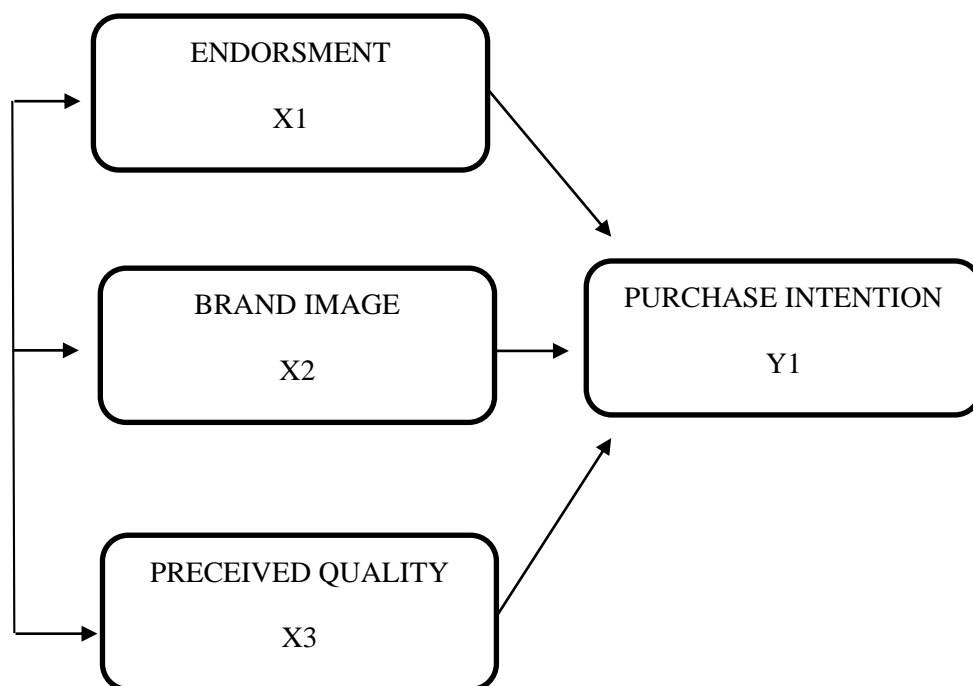 ENDORSMENT
X1
BRAND IMAGE
X2
PURCHASE INTENTION
Y1
PRECEIVED QUALITY
X3